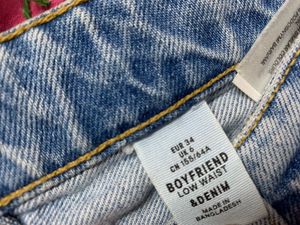 EUR 34
UK 6
CN 155/64A
BOYFRIEND
LOW WAIST
&DENIM
MADE IN
BANGLADESH